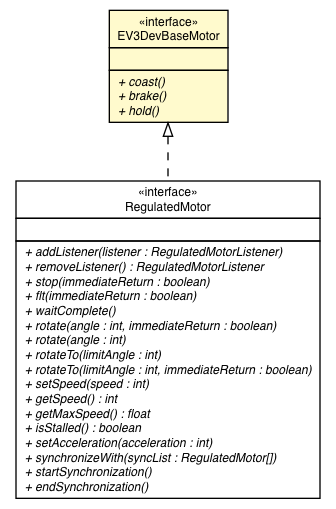 «interface»
EV3DevBaseMotor
+ coast()
+ brake()
+ hold()
«interface»
RegulatedMotor
+ addListener(listener : RegulatedMotorListener)
+ removeListener() : RegulatedMotorListener
+ stop(immediateReturn : boolean)
+ flt(immediateReturn : boolean)
+ waitComplete()
+ rotate(angle : int, immediateReturn : boolean)
+ rotate(angle : int)
+ rotateTo(limitAngle : int)
+ rotateTo(limitAngle : int, immediateReturn : boolean)
+ setSpeed(speed : int)
+ getSpeed() : int
+ getMaxSpeed() : float
+ isStalled() : boolean
+ setAcceleration(acceleration : int)
+ synchronizeWith(syncList : RegulatedMotor[])
+ startSynchronization()
+ endSynchronization()